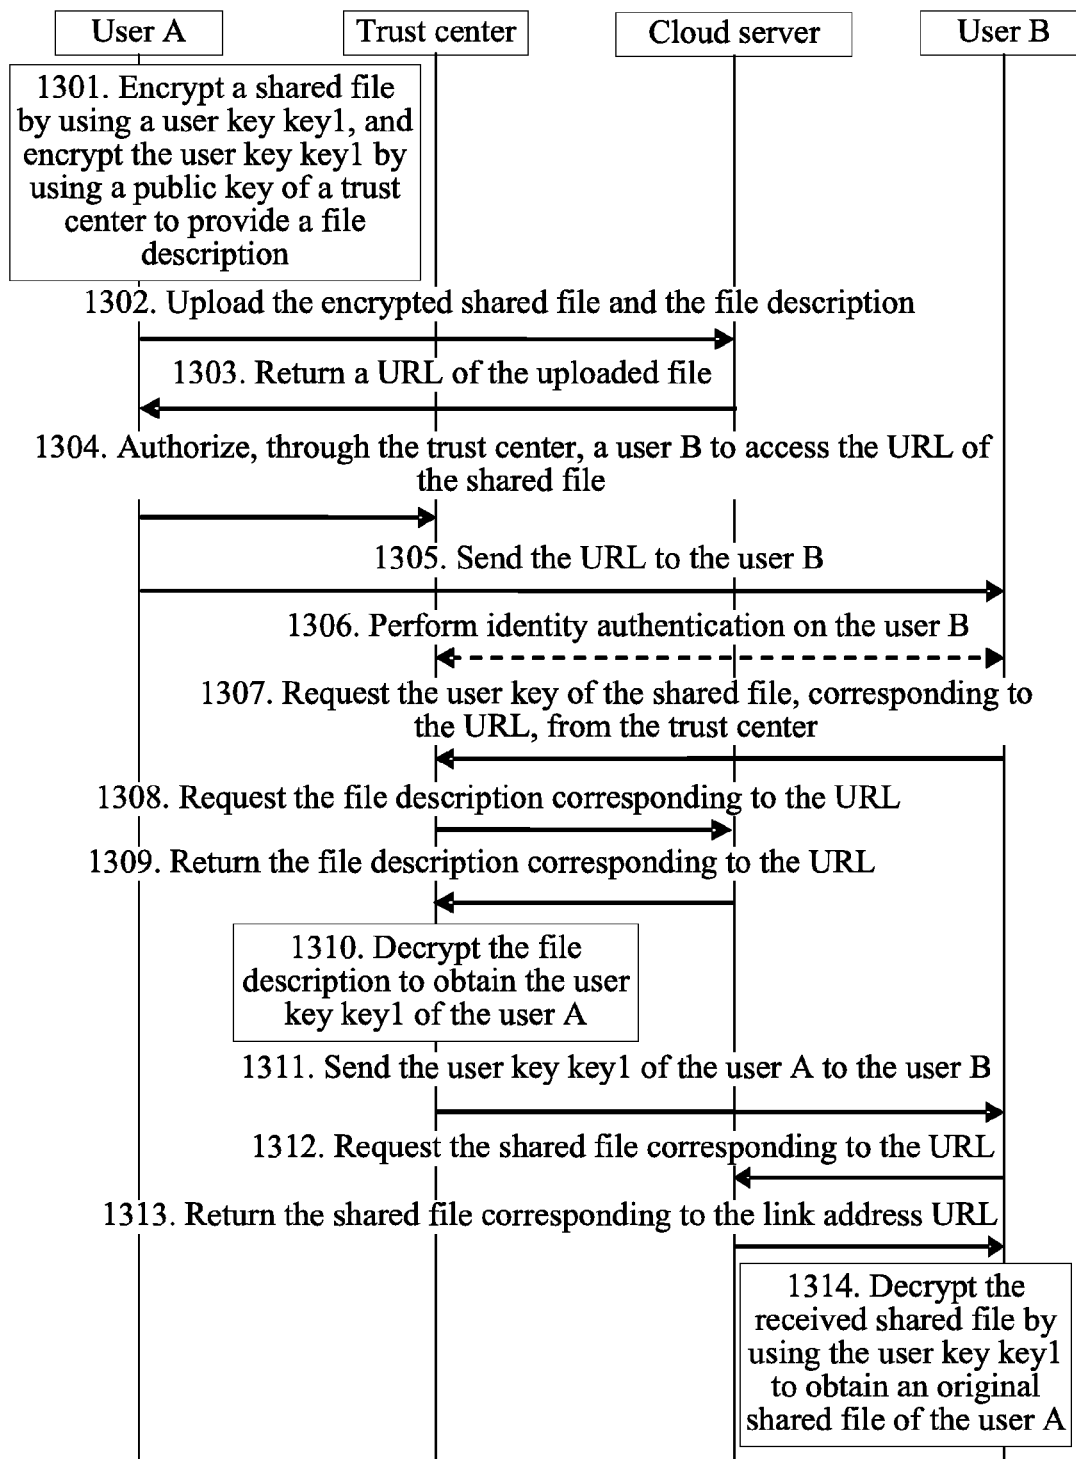 User A
Trust center
Cloud server
User B
1301. Encrypt a shared file
by using a user key key1, and
encrypt the user key key1 by
using a public key of a trust
center to provide a file
description
1302. Upload the encrypted shared file and the file description
1303. Return a URL of the uploaded file
1304. Authorize, through the trust center, a user B to access the URL of
the shared file
1305. Send the URL to the user B
1306. Perform identity authentication on the user B
1307. Request the user key of the shared file, corresponding to
the URL, from the trust center
1308. Request the file description corresponding to the URL
1309. Return the file description corresponding to the URL
1310. Decrypt the file
description to obtain the user
key key1 of the user A
1311. Send the user key key1 of the user A to the user B
1312. Request the shared file corresponding to the URL
1313. Return the shared file corresponding to the link address URL
1314. Decrypt the
received shared file by
using the user key key1
to obtain an original
shared file of the user A